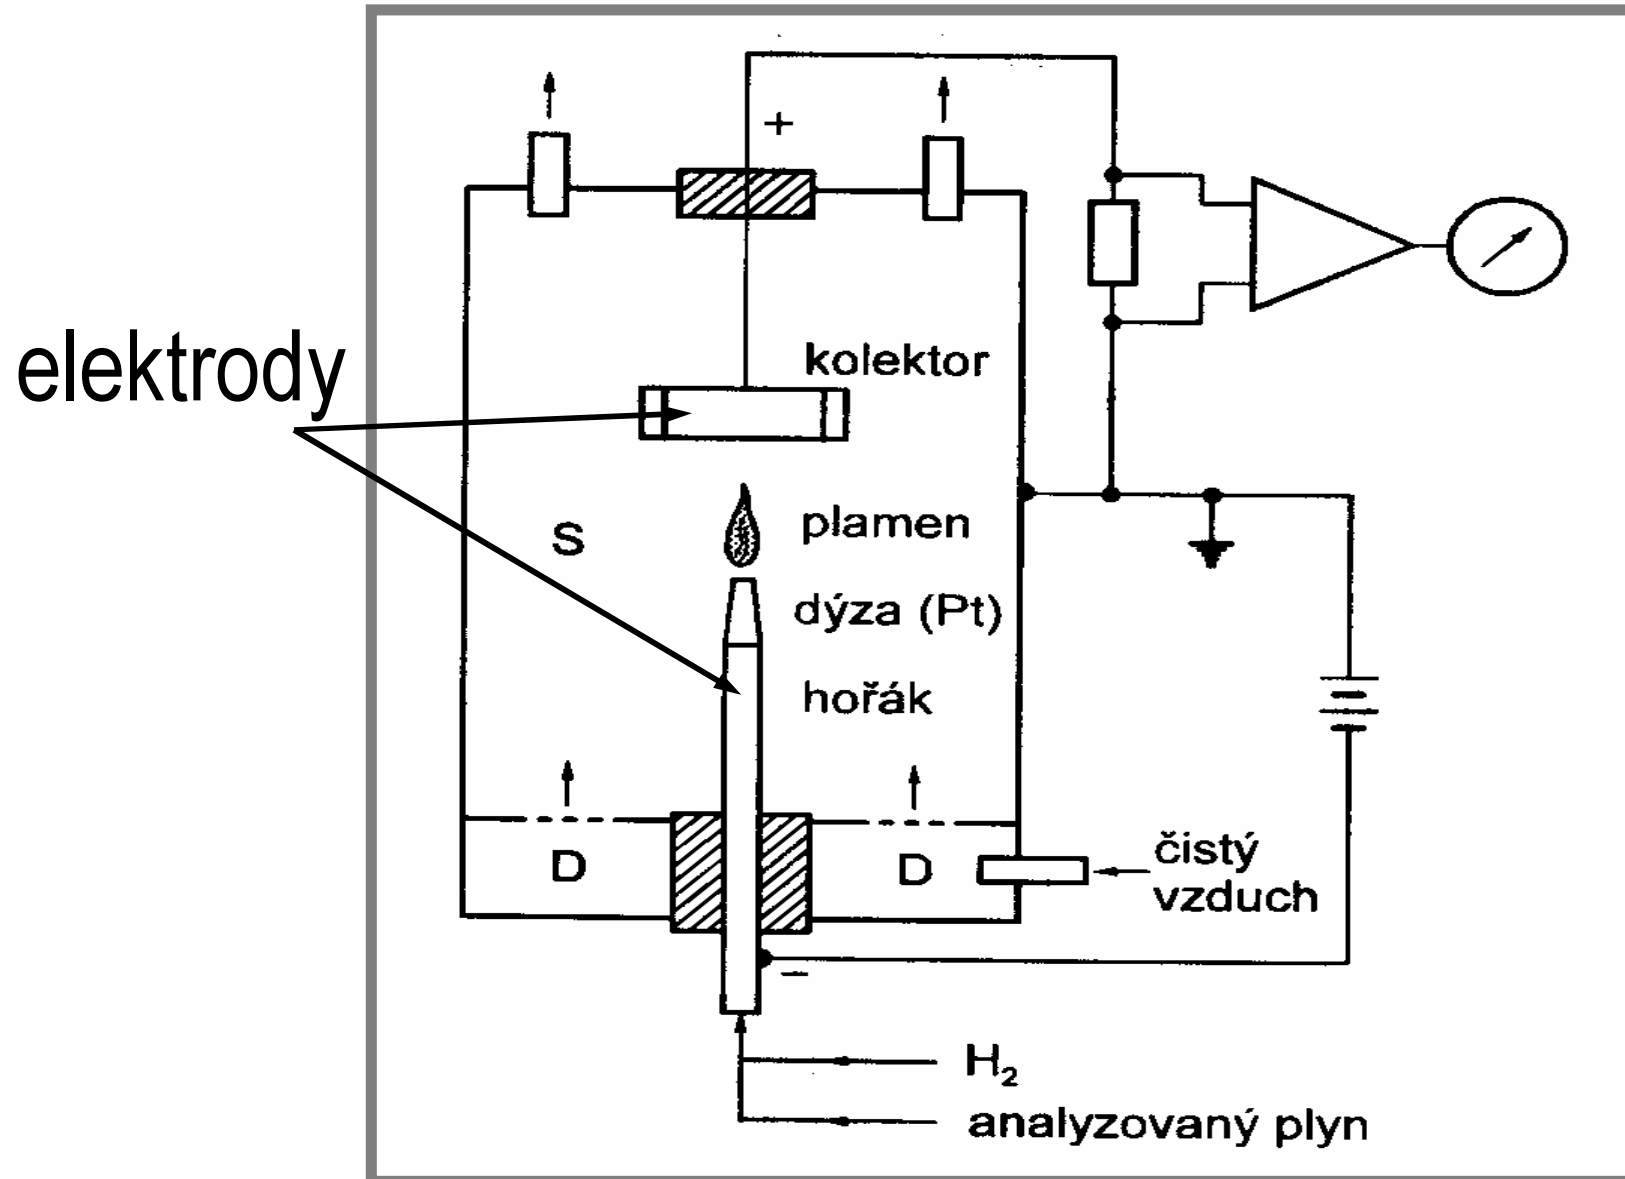 +
kolektor
elektrody
S
plamen
dýza (Pt)
hořák
D
D
čistý
vzduch
−
H₂
analyzovaný plyn